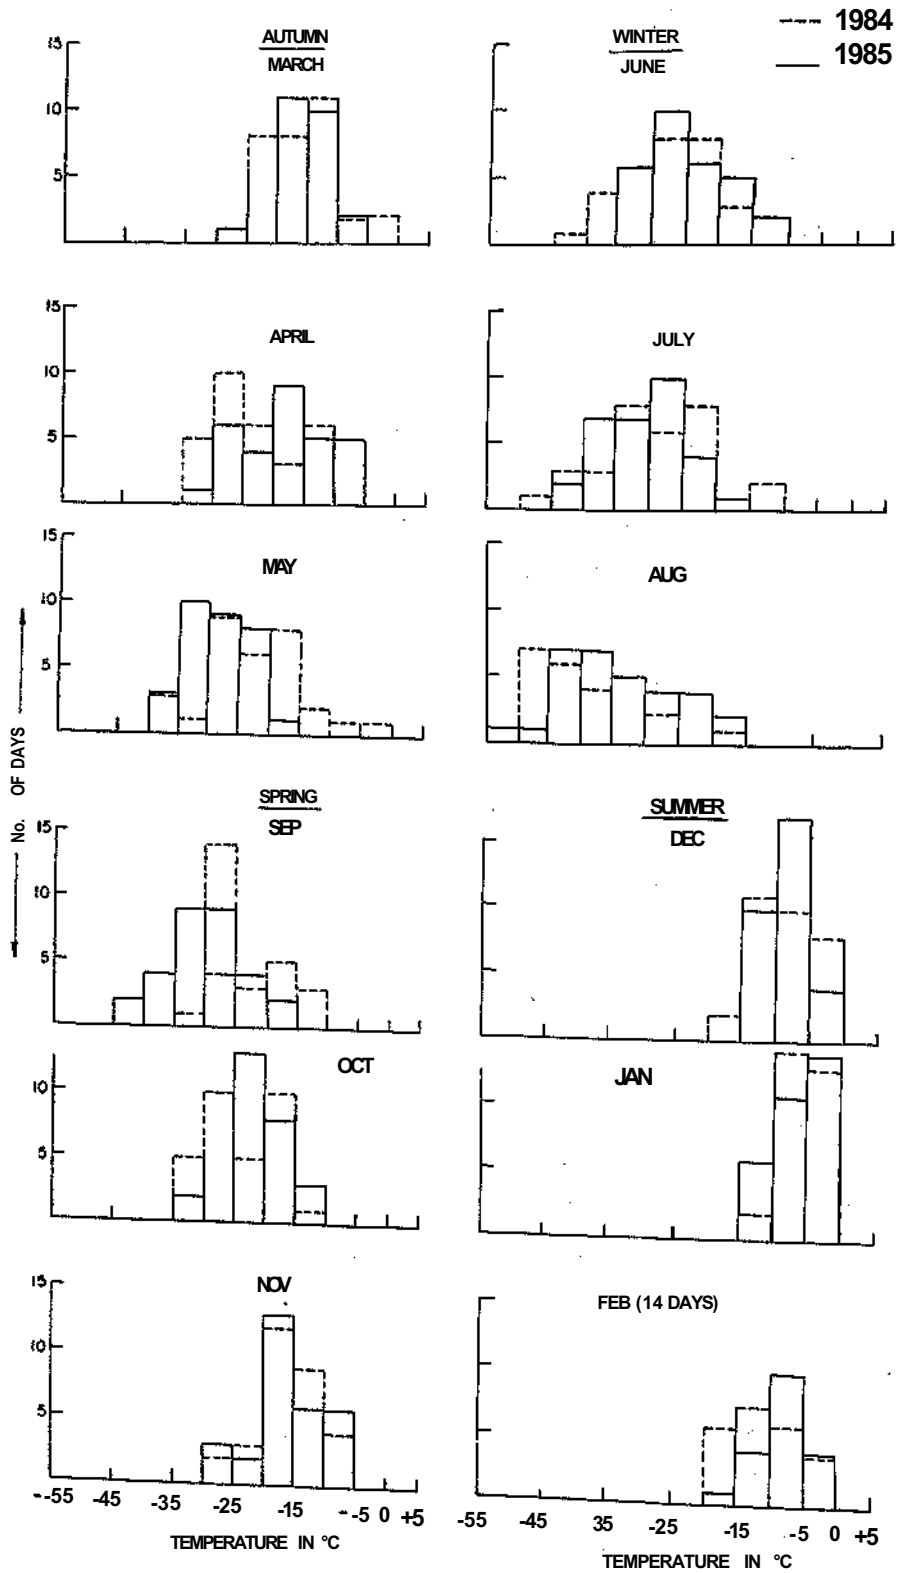 --- 1984
— 1985
AUTUMN
MARCH
15
10
5
WINTER
JUNE
APRIL
15
10
5
JULY
MAY
15
10
5
AUG
No. OF DAYS
SPRING
SEP
15
10
5
SUMMER
DEC
OCT
10
5
JAN
NOV
15
10
5
FEB (14 DAYS)
-55 -45 -35 -25 -15 -5 0 +5
TEMPERATURE IN °C
-55 -45 35 -25 -15 -5 0 +5
TEMPERATURE IN °C